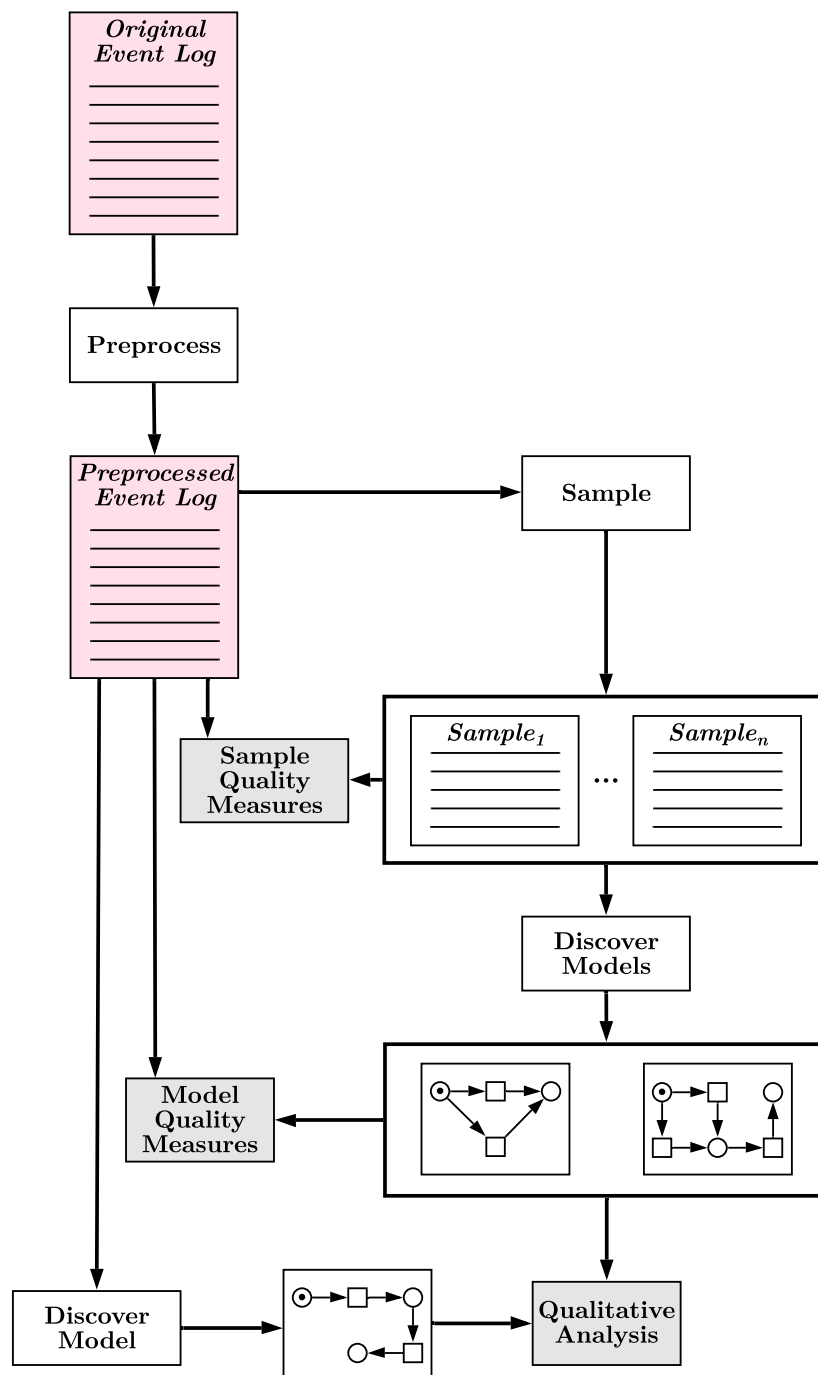 Original
Event Log
Preprocess
Preprocessed
Event Log
Sample
Sample
Quality
Measures
Sample₁
...
Sampleₙ
Discover
Models
Model
Quality
Measures
Discover
Model
Qualitative
Analysis